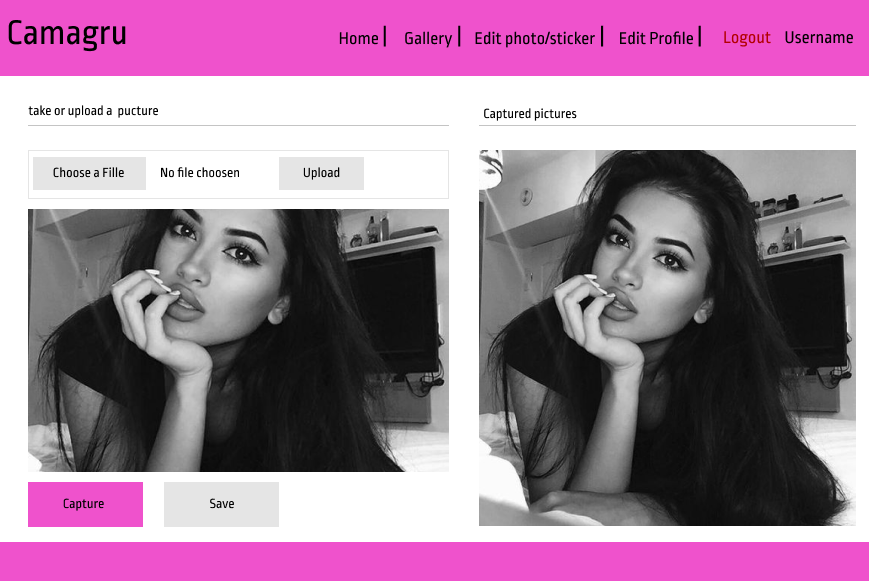 Camagru
Home | Gallery | Edit photo/sticker | Edit Profile | Logout Username
take or upload a pucture
Captured pictures
Choose a Fille No file choosen Upload
Capture Save